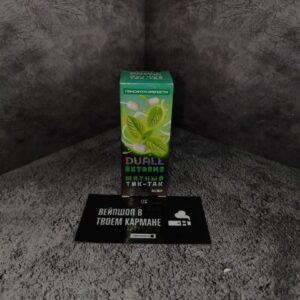 DUALL
EXTREME
МЯТНЫЙ
ТИК-ТАК
ВЕЙПШОП В
ТВОЕМ КАРМАНЕ